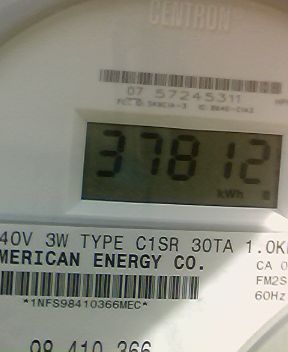 CENTRON
07 57245311
37812
kWh
40V 3W TYPE C1SR 30TA 1.0K
MERICAN ENERGY CO.
CA 0
FM2S
60Hz
*1NFS98410366MEC*
98 410 366